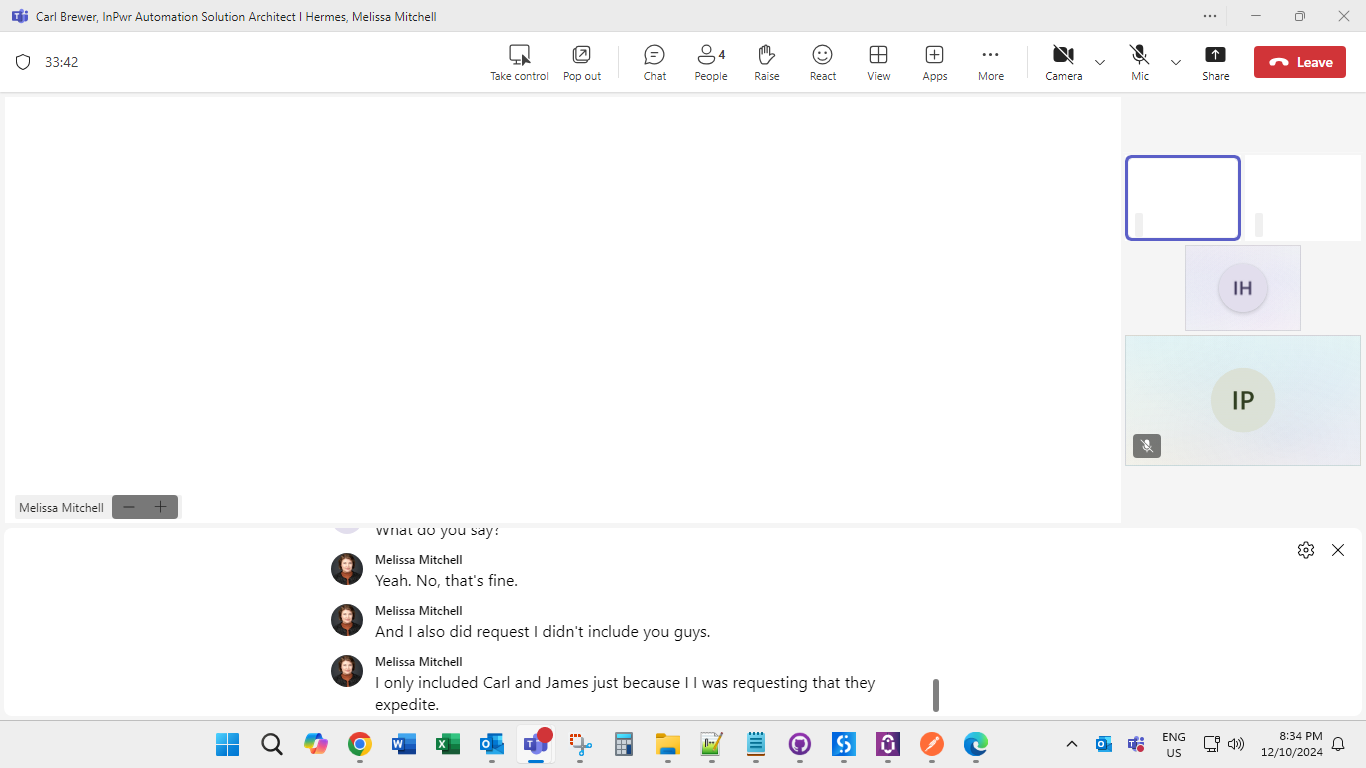 Carl Brewer, InPwr Automation Solution Architect I Hermes, Melissa Mitchell
33:42
Take control
Pop out
Chat
4
People
Raise
React
View
Apps
More
Camera
Mic
Share
Leave
IH
IP
Melissa Mitchell
What do you say?
Melissa Mitchell
Yeah. No, that's fine.
Melissa Mitchell
And I also did request I didn't include you guys.
Melissa Mitchell
I only included Carl and James just because I I was requesting that they
expedite.
ENG
US
8:34 PM
12/10/2024